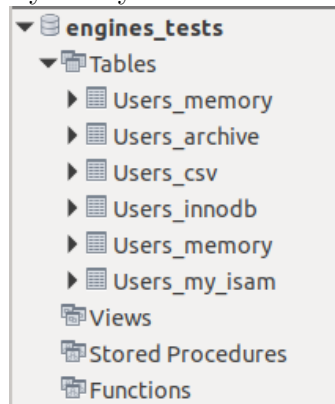 engines_tests
Tables
Users_memory
Users_archive
Users_csv
Users_innodb
Users_memory
Users_my_isam
Views
Stored Procedures
Functions